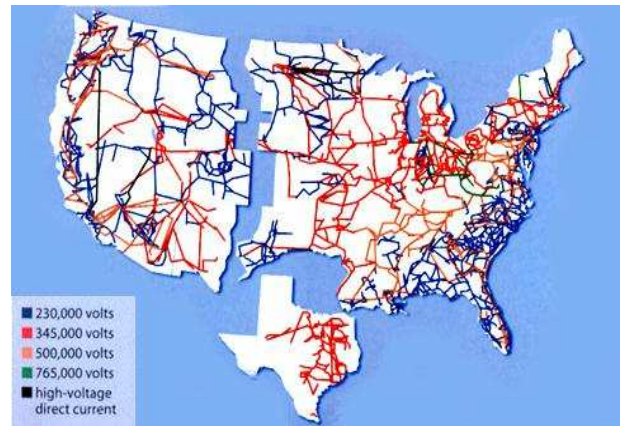 230,000 volts
345,000 volts
500,000 volts
765,000 volts
high-voltage
direct current